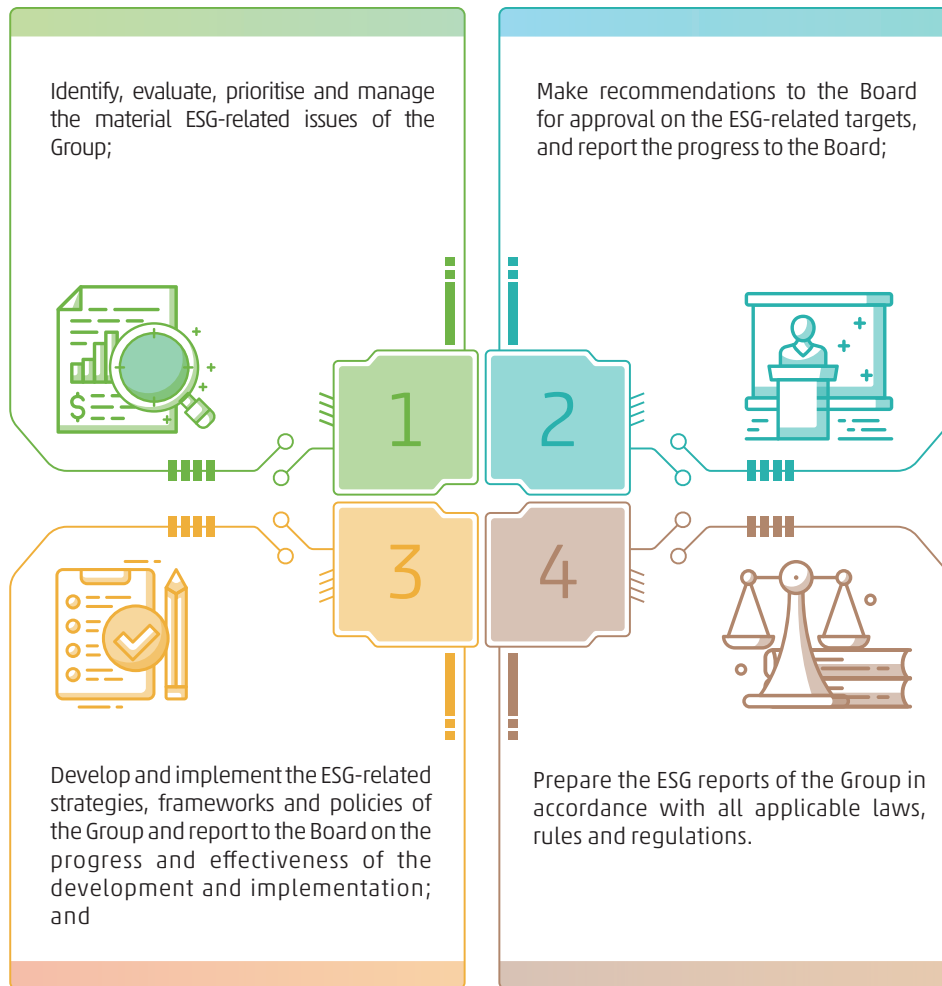 Identify, evaluate, prioritise and manage
the material ESG-related issues of the
Group;
Make recommendations to the Board
for approval on the ESG-related targets,
and report the progress to the Board;
$
1
2
3
4
Develop and implement the ESG-related
strategies, frameworks and policies of
the Group and report to the Board on the
progress and effectiveness of the
development and implementation;
and
Prepare the ESG reports of the Group in
accordance with all applicable laws,
rules and regulations.